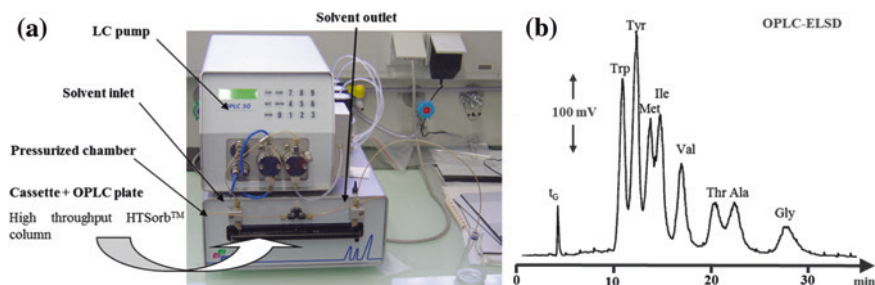 (a)
Solvent outlet
LC pump
Solvent inlet
Pressurized chamber
Cassette + OPLC plate
High throughput HTSorb™
column
OPLC 50
7 8 9
4 5 6
1 2 3
0
(b)
OPLC-ELSD
100 mV
tG
Trp
Tyr
Met
Ile
Val
Thr Ala
Gly
0 10 20 30 min